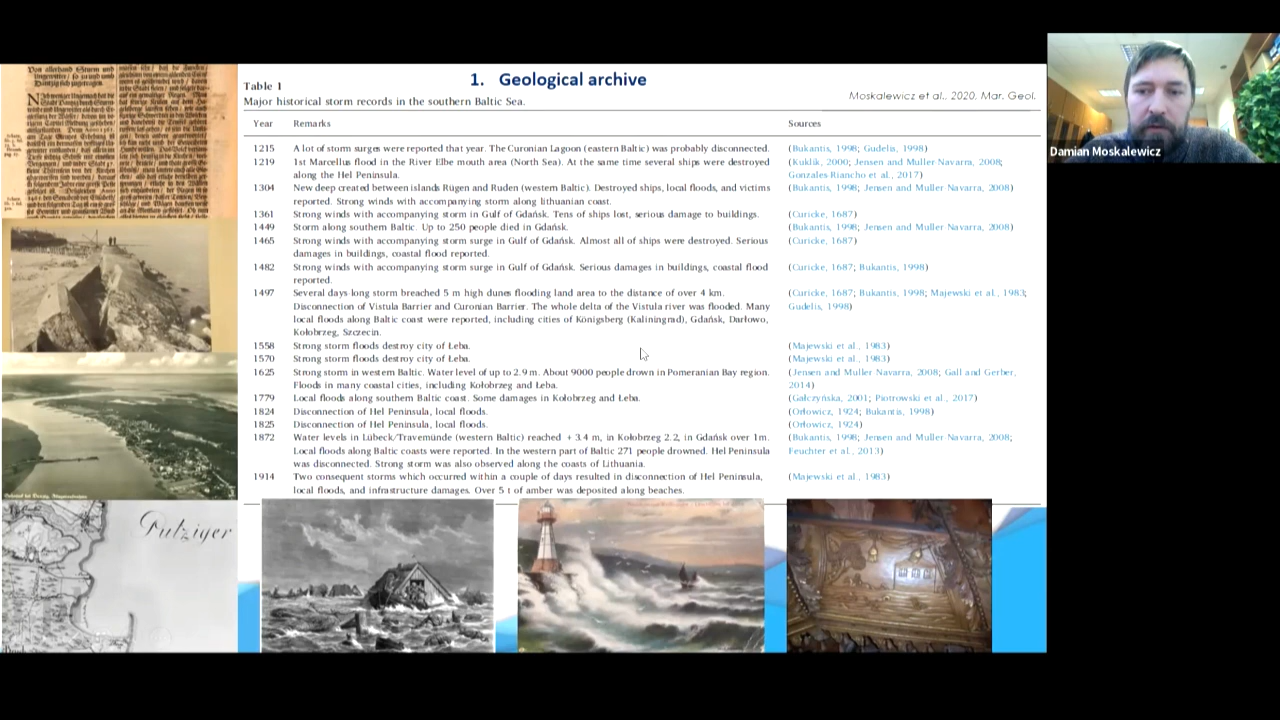 1. Geological archive
Table 1
Major historical storm records in the southern Baltic Sea.
Moskalewicz et al., 2020, Mar. Geol.
Year Remarks Sources
1215 A lot of storm surges were reported that year. The Curonian Lagoon (eastern Baltic) was probably disconnected. (Bukantis, 1998; Gudelis, 1998)
1219 1st Marcellus flood in the River Elbe mouth area (North Sea). At the same time several ships were destroyed (Kuklik, 2000; Jensen and Muller Navarra, 2008;
along the Hel Peninsula. Gonzales-Riancho et al., 2017)
1304 New deep created between islands Rügen and Ruden (western Baltic). Destroyed ships, local floods, and victims (Bukantis, 1998; Jensen and Muller Navarra, 2008)
reported. Strong winds with accompanying storm along lithuanian coast.
1361 Strong winds with accompanying storm in Gulf of Gdańsk. Tens of ships lost, serious damage to buildings. (Curicke, 1687)
1449 Storm along southern Baltic. Up to 250 people died in Gdańsk. (Bukantis, 1998; Jensen and Muller Navarra, 2008)
1465 Strong winds with accompanying storm surge in Gulf of Gdańsk. Almost all of ships were destroyed. Serious (Curicke, 1687)
damages in buildings, coastal flood reported.
1482 Strong winds with accompanying storm surge in Gulf of Gdańsk. Serious damages in buildings, coastal flood (Curicke, 1687; Bukantis, 1998)
reported.
1497 Several days long storm breached 5 m high dunes flooding land area to the distance of over 4 km. (Curicke, 1687; Bukantis, 1998; Majewski et al., 1983;
Disconnection of Vistula Barrier and Curonian Barrier. The whole delta of the Vistula river was flooded. Many Gudelis, 1998)
local floods along Baltic coast were reported, including cities of Königsberg (Kaliningrad), Gdańsk, Darłowo,
Kołobrzeg, Szczecin.
1558 Strong storm floods destroy city of Łeba. (Majewski et al., 1983)
1570 Strong storm floods destroy city of Łeba. (Majewski et al., 1983)
1625 Strong storm in western Baltic. Water level of up to 2.9 m. About 9000 people drown in Pomeranian Bay region. (Jensen and Muller Navarra, 2008; Gall and Gerber,
Floods in many coastal cities, including Kołobrzeg and Łeba. 2014)
1779 Local floods along southern Baltic coast. Some damages in Kołobrzeg and Łeba. (Gałczyńska, 2001; Piotrowski et al., 2017)
1824 Disconnection of Hel Peninsula, local floods. (Orłowicz, 1924; Bukantis, 1998)
1825 Disconnection of Hel Peninsula, local floods. (Orłowicz, 1924)
1872 Water levels in Lübeck/Travemünde (western Baltic) reached +3.4 m, in Kołobrzeg 2.2, in Gdańsk over 1m. (Bukantis, 1998; Jensen and Muller Navarra, 2008;
Local floods along Baltic coasts were reported. In the western part of Baltic 271 people drowned. Hel Peninsula Feuchter et al., 2013)
was disconnected. Strong storm was also observed along the coasts of Lithuania.
1914 Two consequent storms which occurred within a couple of days resulted in disconnection of Hel Peninsula, (Majewski et al., 1983)
local floods, and infrastructure damages. Over 5 t of amber was deposited along beaches.
Putziger
Damian Moskalewicz